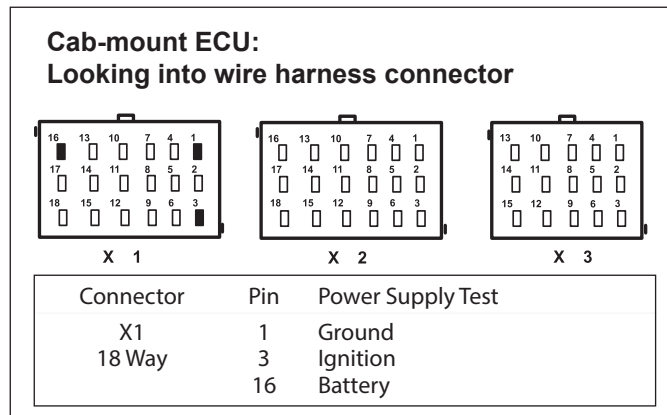 Cab-mount ECU:
Looking into wire harness connector
16 13 10 7 4 1
17 14 11 8 5 2
18 15 12 9 6 3
X 1
16 13 10 7 4 1
17 14 11 8 5 2
18 15 12 9 6 3
X 2
13 10 7 4 1
14 11 8 5 2
15 12 9 6 3
X 3
Connector Pin Power Supply Test
X1 1 Ground
18 Way 3 Ignition
16 Battery